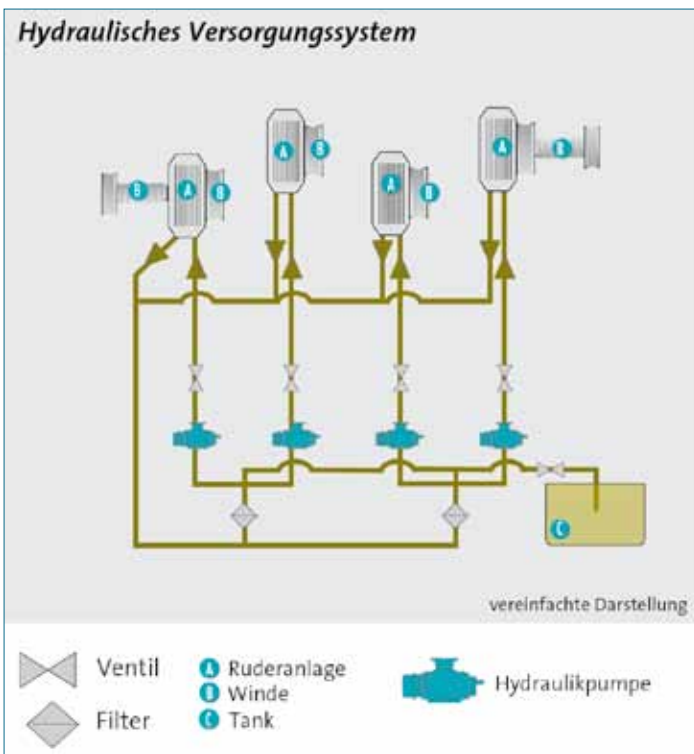 Hydraulisches Versorgungssystem
A
B
A
B
B
A
B
A
B
C
vereinfachte Darstellung
Ventil
Filter
A Ruderanlage
B Winde
C Tank
Hydraulikpumpe